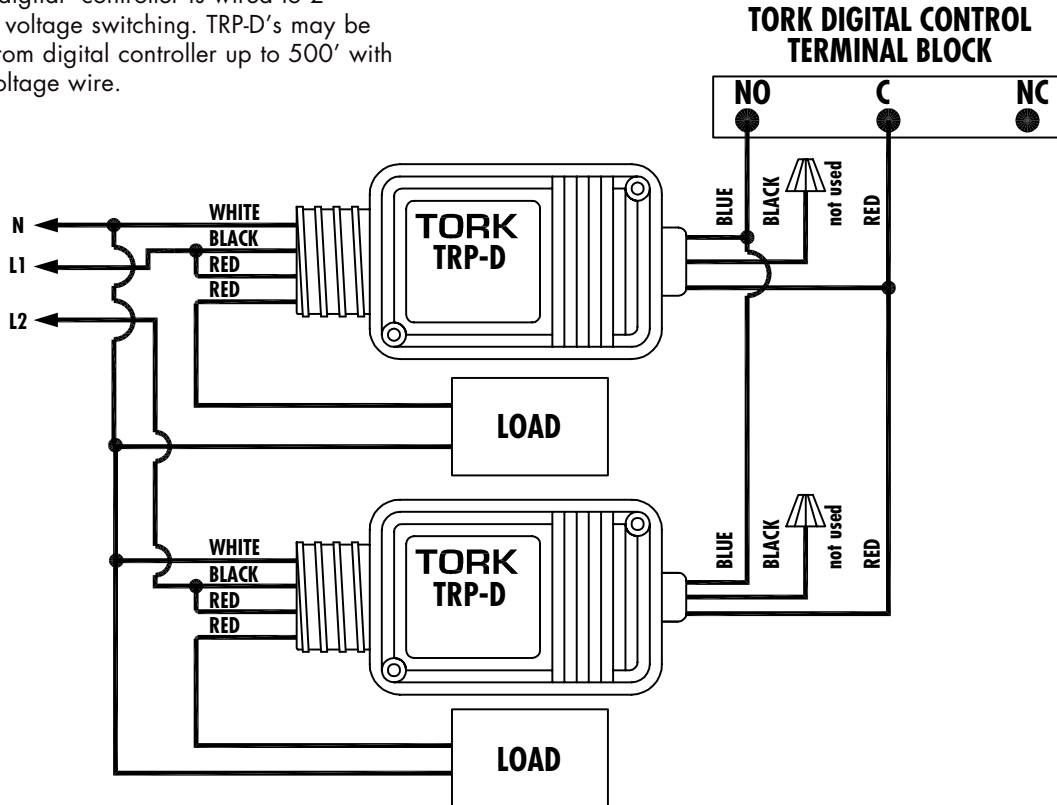 digital controller is wired to 2
voltage switching. TRP-D's may be
rom digital controller up to 500' with
oltage wire.
TORK DIGITAL CONTROL
TERMINAL BLOCK
NO C NC
BLUE
BLACK
not used
RED
N
L1
L2
WHITE
BLACK
RED
RED
TORK
TRP-D
LOAD
BLUE
BLACK
not used
RED
WHITE
BLACK
RED
RED
TORK
TRP-D
LOAD